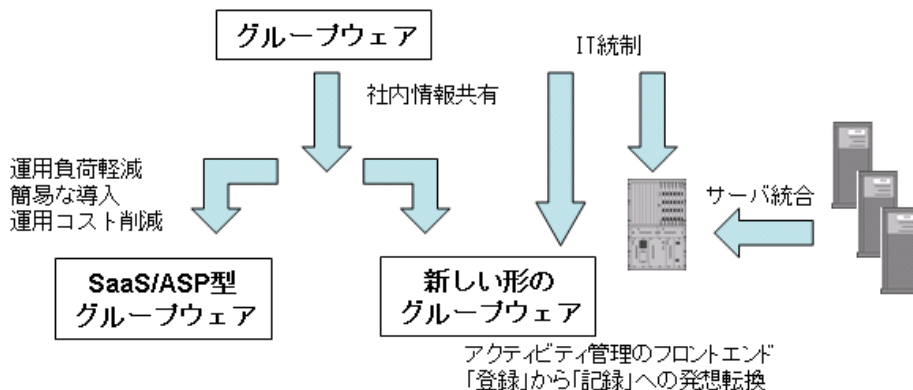 グループウェア
IT統制
社内情報共有
運用負荷軽減
簡易な導入
運用コスト削減
サーバ統合
SaaS/ASP型
グループウェア
新しい形の
グループウェア
アクティビティ管理のフロントエンド
「登録」から「記録」への発想転換